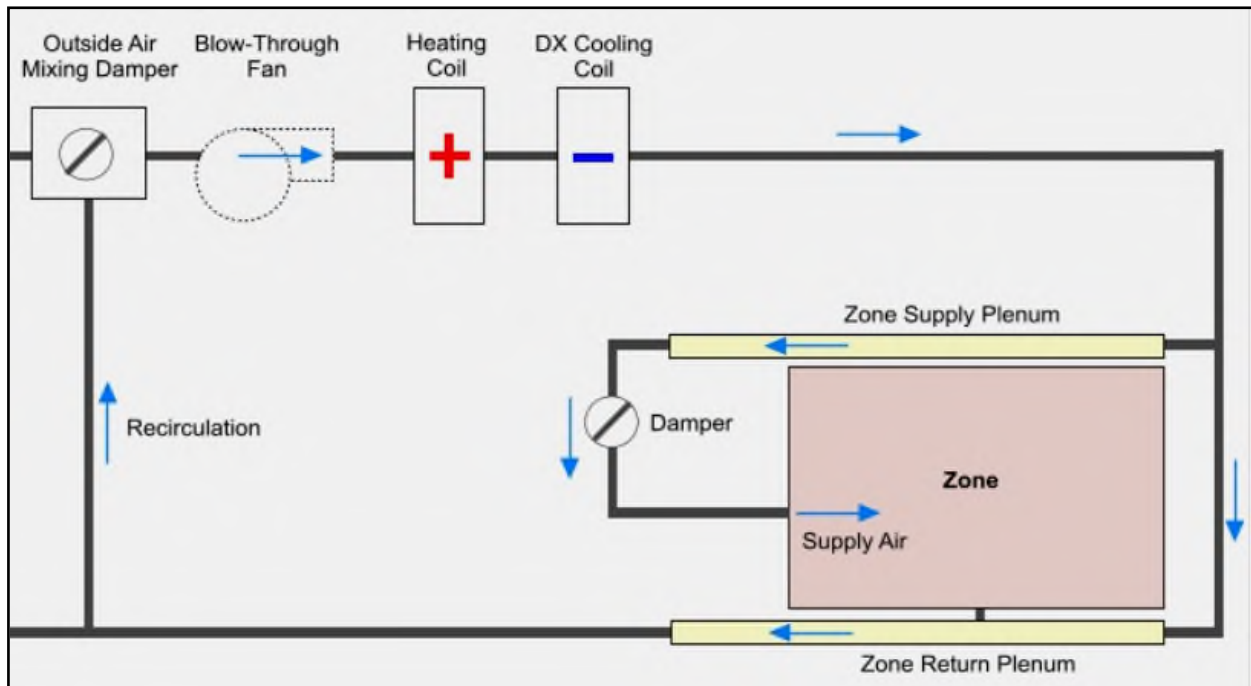 Outside Air
Mixing Damper
Blow-Through
Fan
Heating
Coil
DX Cooling
Coil
Zone Supply Plenum
Damper
Recirculation
Zone
Supply Air
Zone Return Plenum